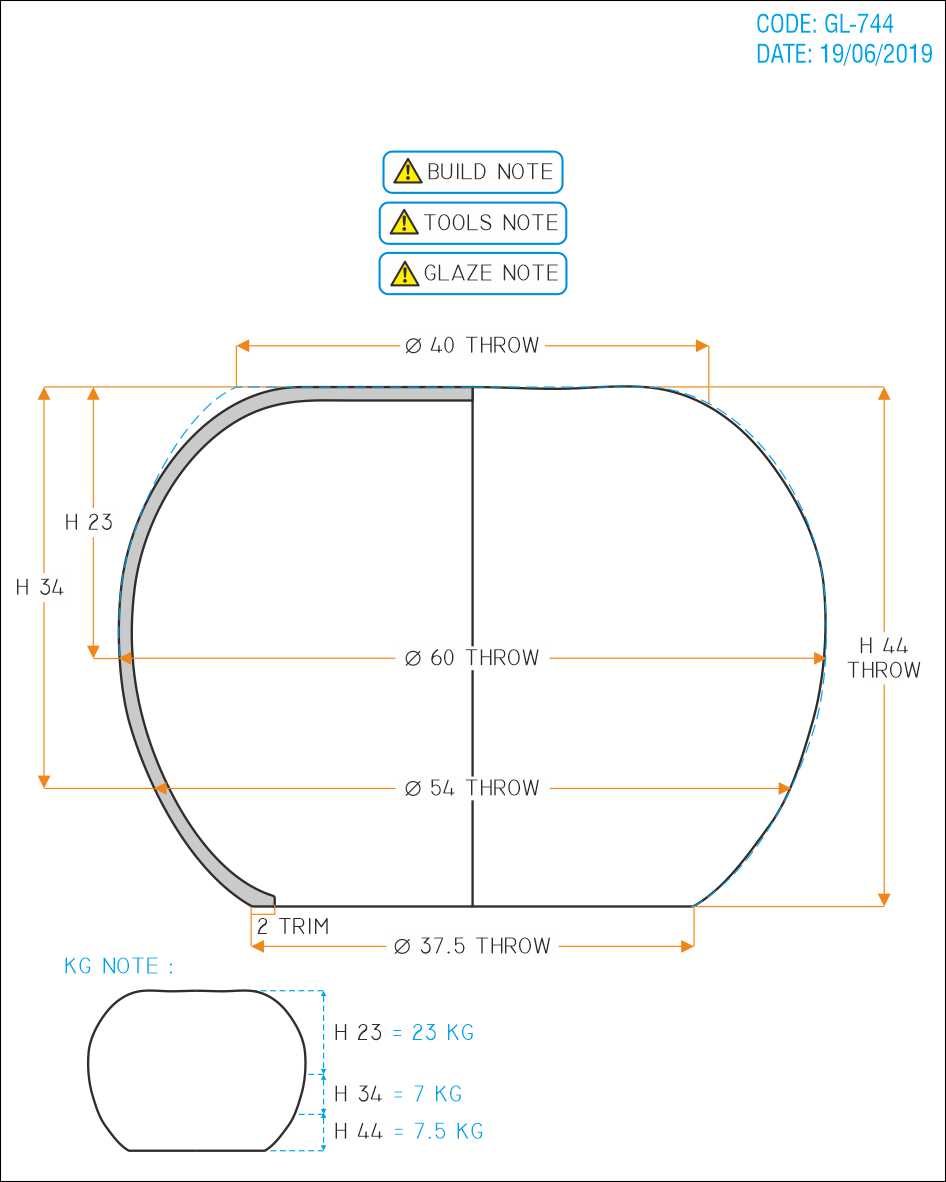 CODE: GL-744
DATE: 19/06/2019
BUILD NOTE
TOOLS NOTE
GLAZE NOTE
Ø 40 THROW
H 23
H 34
Ø 60 THROW
H 44
THROW
Ø 54 THROW
2 TRIM
Ø 37.5 THROW
KG NOTE :
H 23 = 23 KG
H 34 = 7 KG
H 44 = 7.5 KG